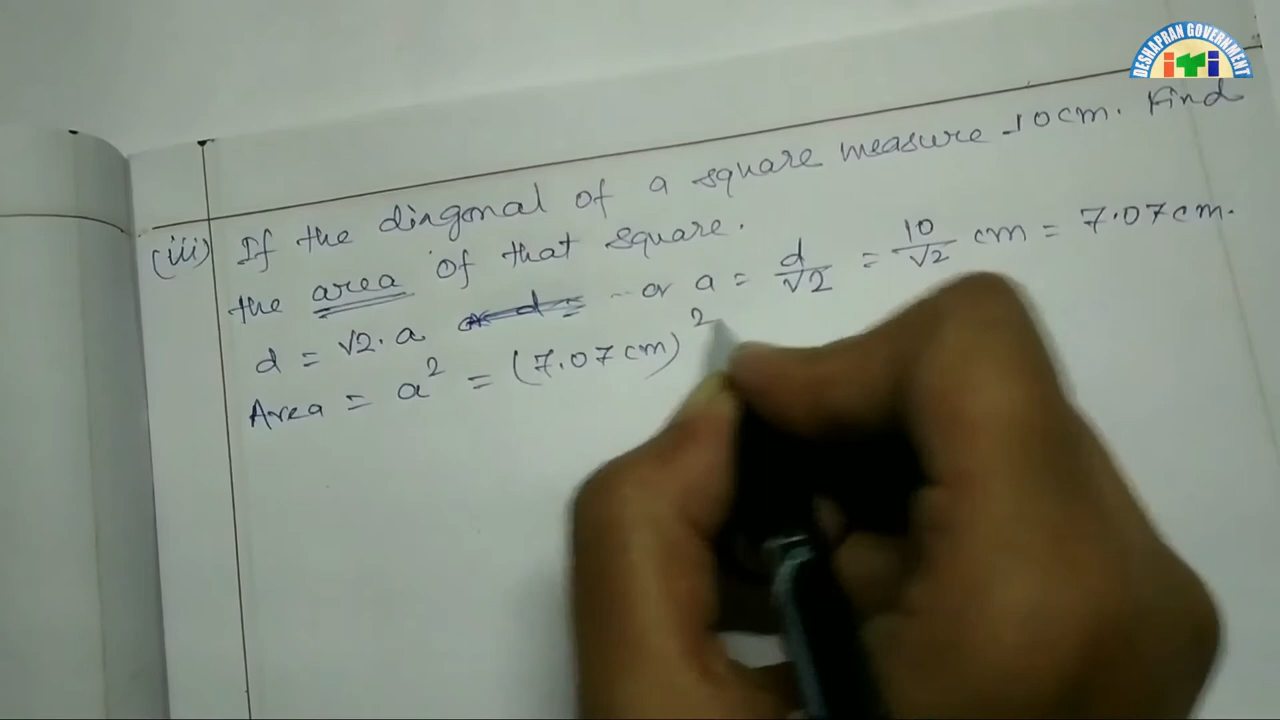 DESHAPRAN GOVERNMENT
iTi
(iii) If the diagonal of a square measure 10cm. Find
the area of that square.
d = √2. a or a = d/√2 = 10/√2 cm = 7.07cm.
Area = a² = (7.07cm)²